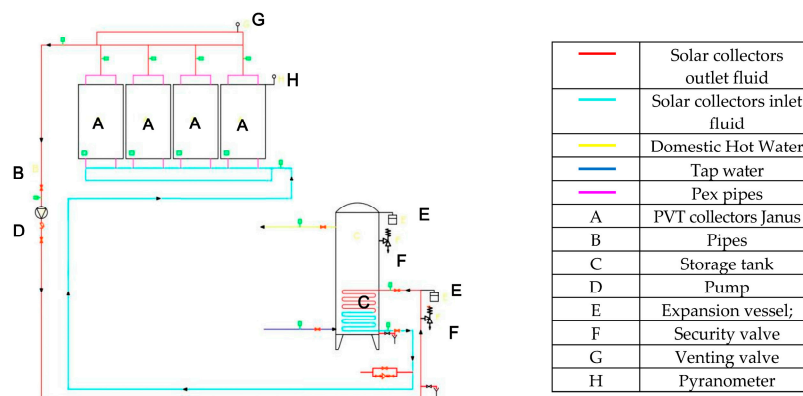 G
H
A A A A
B
D
E
F
C
E
F
Solar collectors
outlet fluid
Solar collectors inlet
fluid
Domestic Hot Water
Tap water
Pex pipes
A PVT collectors Janus
B Pipes
C Storage tank
D Pump
E Expansion vessel;
F Security valve
G Venting valve
H Pyranometer